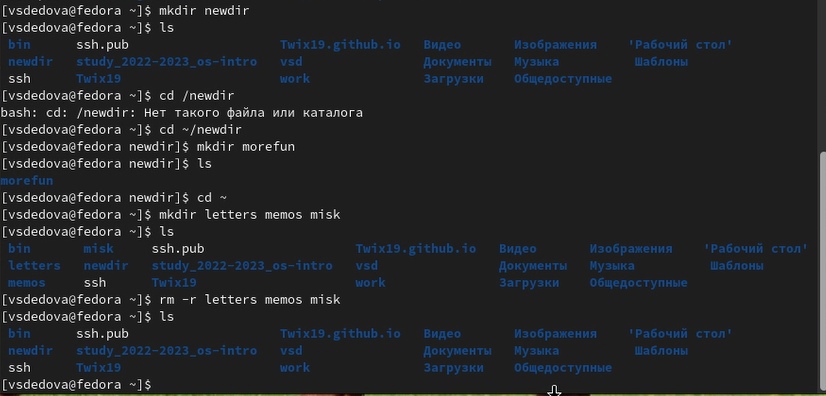 [vsdedova@fedora ~]$ mkdir newdir
[vsdedova@fedora ~]$ ls
bin ssh.pub Twix19.github.io Видео Изображения 'Рабочий стол'
newdir study_2022-2023_os-intro vsd Документы Музыка Шаблоны
ssh Twix19 work Загрузки Общедоступные
[vsdedova@fedora ~]$ cd /newdir
bash: cd: /newdir: Нет такого файла или каталога
[vsdedova@fedora ~]$ cd ~/newdir
[vsdedova@fedora newdir]$ mkdir morefun
[vsdedova@fedora newdir]$ ls
morefun
[vsdedova@fedora newdir]$ cd ~
[vsdedova@fedora ~]$ mkdir letters memos misk
[vsdedova@fedora ~]$ ls
bin misk ssh.pub Twix19.github.io Видео Изображения 'Рабочий стол'
letters newdir study_2022-2023_os-intro vsd Документы Музыка Шаблоны
memos ssh Twix19 work Загрузки Общедоступные
[vsdedova@fedora ~]$ rm -r letters memos misk
[vsdedova@fedora ~]$ ls
bin ssh.pub Twix19.github.io Видео Изображения 'Рабочий стол'
newdir study_2022-2023_os-intro vsd Документы Музыка Шаблоны
ssh Twix19 work Загрузки Общедоступные
[vsdedova@fedora ~]$